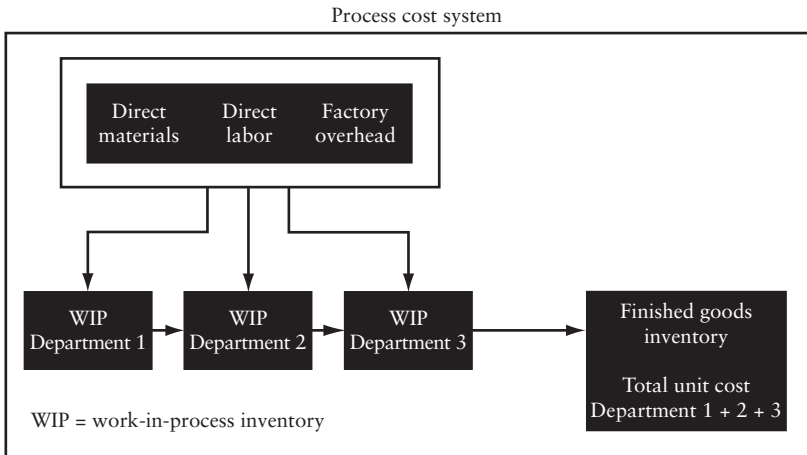 Process cost system
Direct
materials
Direct
labor
Factory
overhead
WIP
Department 1
WIP
Department 2
WIP
Department 3
Finished goods
inventory
Total unit cost
Department 1 + 2 + 3
WIP = work-in-process inventory